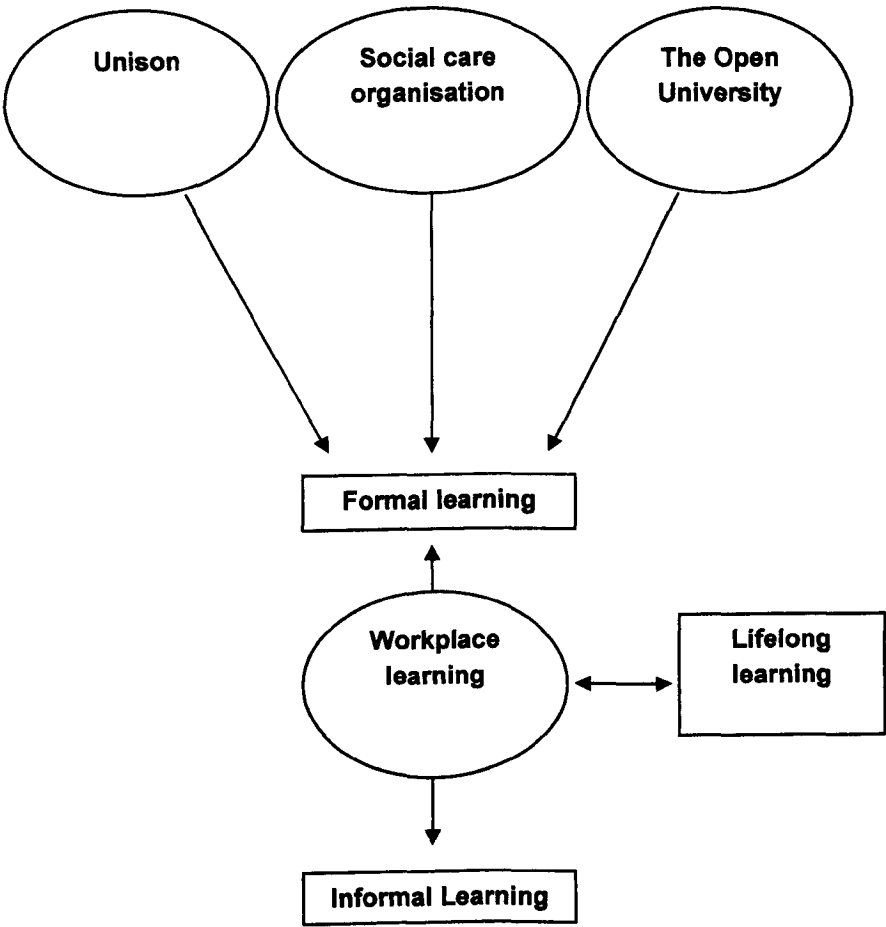 Unison
Social care
organisation
The Open
University
Formal learning
Workplace
learning
Lifelong
learning
Informal Learning